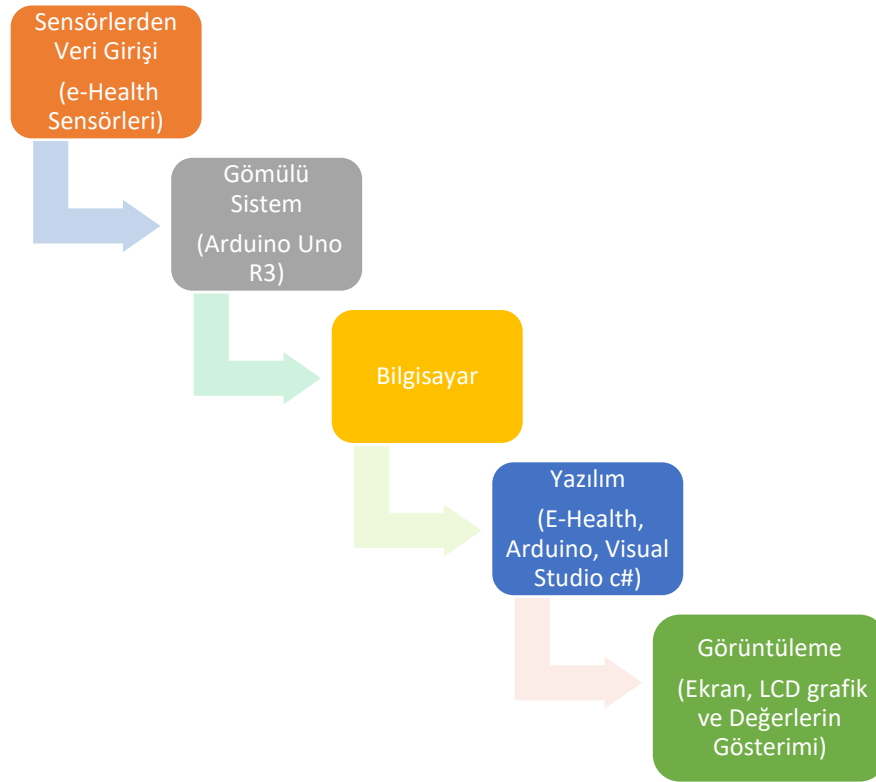 Sensörlerden
Veri Girişi
(e-Health
Sensörleri)
Gömülü
Sistem
(Arduino Uno
R3)
Bilgisayar
Yazılım
(E-Health,
Arduino, Visual
Studio c#)
Görüntüleme
(Ekran, LCD grafik
ve Değerlerin
Gösterimi)